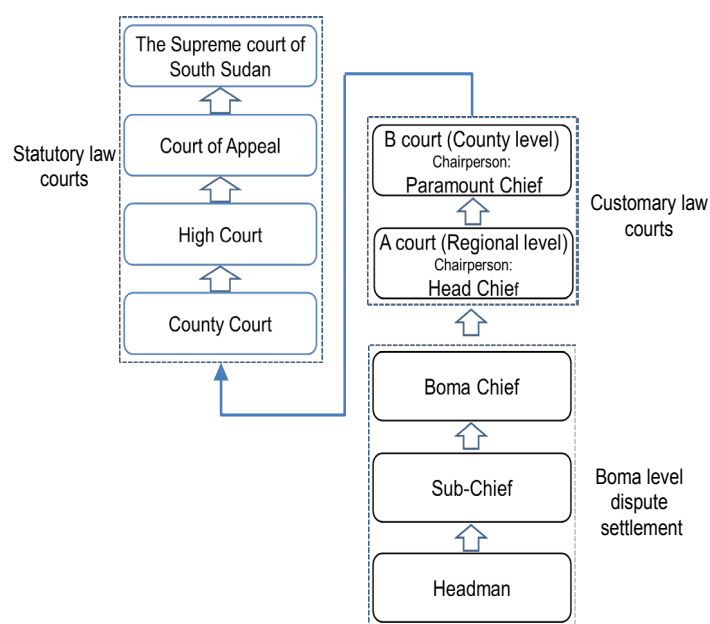 The Supreme court of
South Sudan
Court of Appeal
High Court
County Court
Statutory law
courts
B court (County level)
Chairperson:
Paramount Chief
A court (Regional level)
Chairperson:
Head Chief
Customary law
courts
Boma Chief
Sub-Chief
Headman
Boma level
dispute
settlement